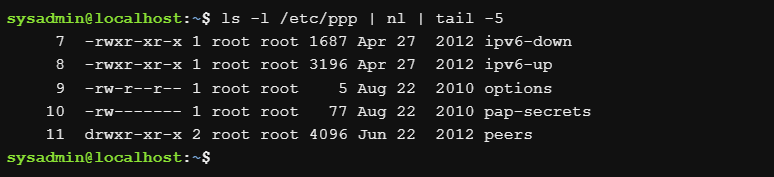 sysadmin@localhost:~$ ls -l /etc/ppp | nl | tail -5
     7  -rwxr-xr-x 1 root root 1687 Apr 27  2012 ipv6-down
     8  -rwxr-xr-x 1 root root 3196 Apr 27  2012 ipv6-up
     9  -rw-r--r-- 1 root root    5 Aug 22  2010 options
    10  -rw------- 1 root root   77 Aug 22  2010 pap-secrets
    11  drwxr-xr-x 2 root root 4096 Jun 22  2012 peers
sysadmin@localhost:~$